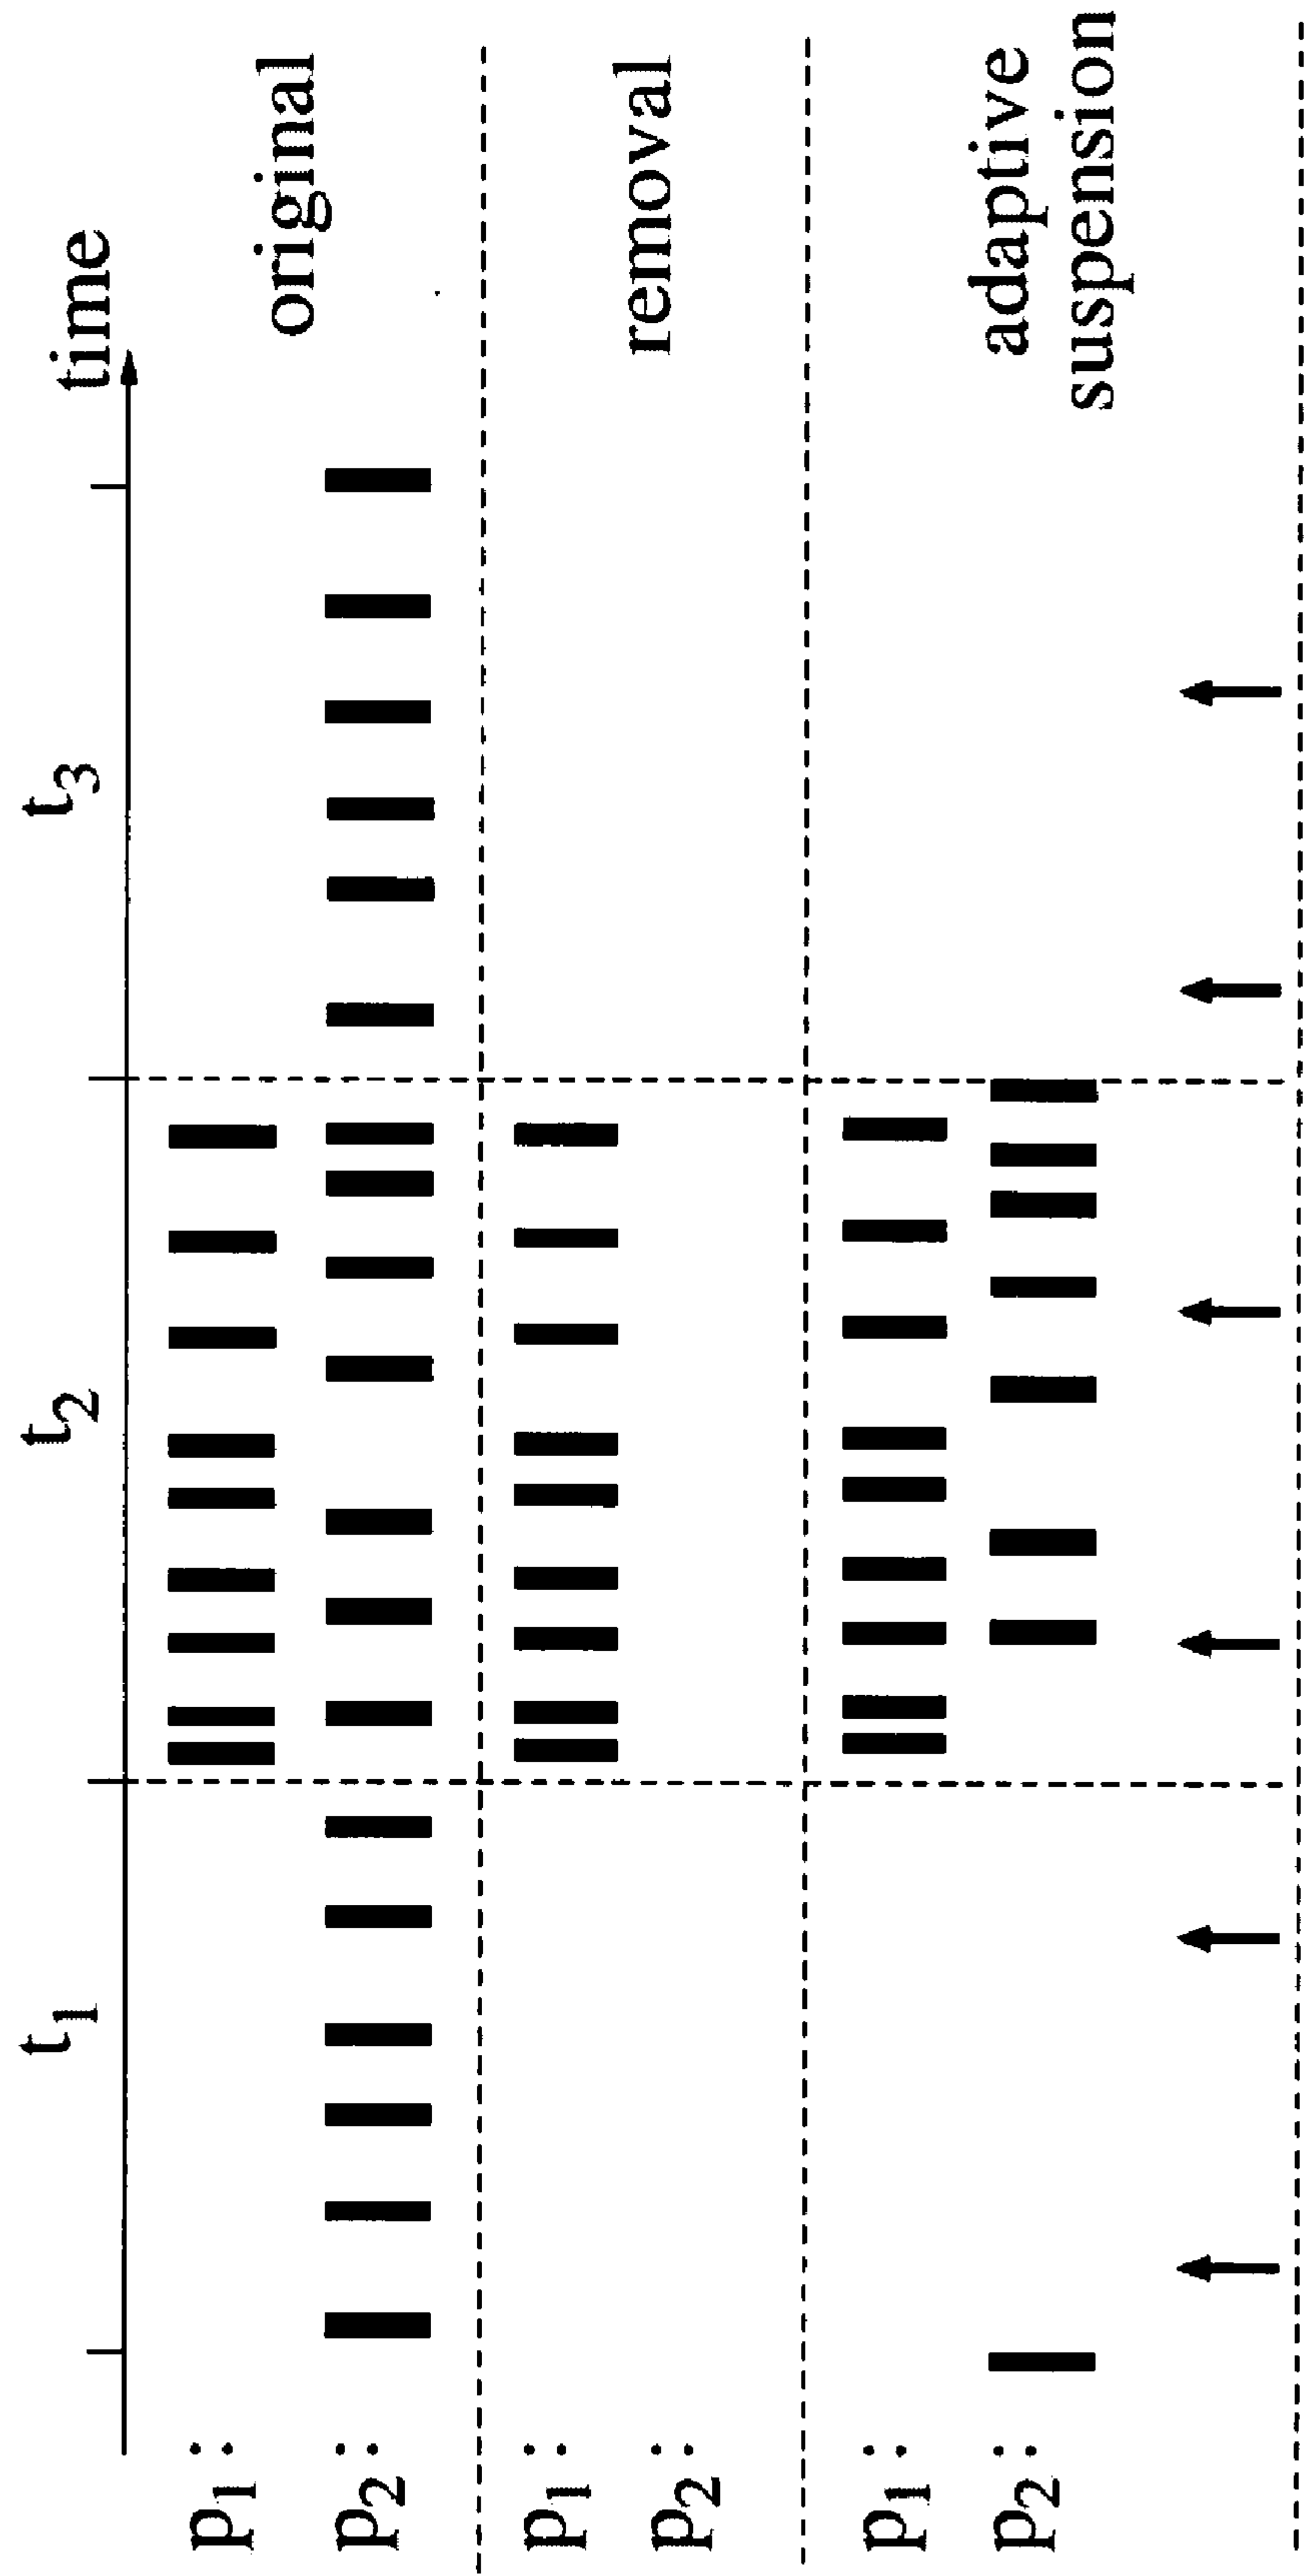 t1 t2 t3 time
p1:
p2:
original
p1:
p2:
removal
p1:
p2:
adaptive
suspension